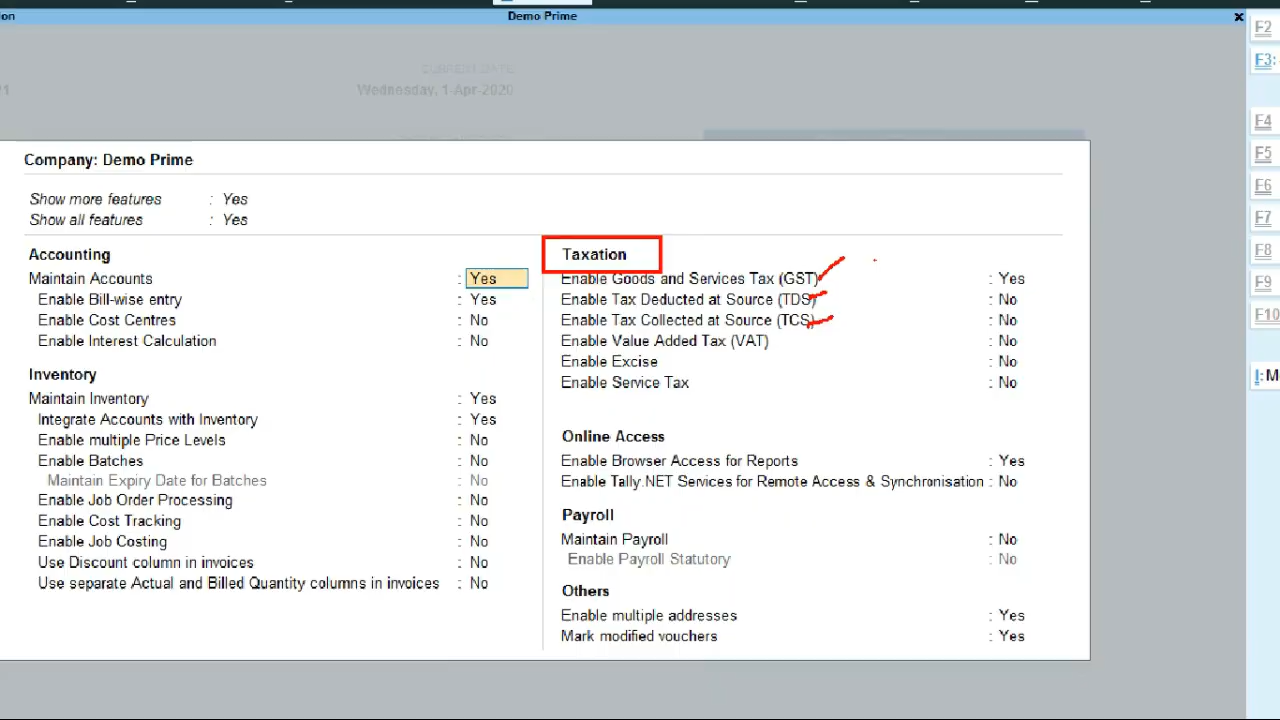 on
Demo Prime
F2
F3:
CURRENT DATE
1
Wednesday, 1-Apr-2020
F4
Company: Demo Prime
F5
Show more features : Yes
F6
Show all features : Yes
F7
Accounting
Maintain Accounts : Yes
Enable Bill-wise entry : Yes
Enable Cost Centres : No
Enable Interest Calculation : No
Inventory
Maintain Inventory : Yes
Integrate Accounts with Inventory : Yes
Enable multiple Price Levels : No
Enable Batches : No
Maintain Expiry Date for Batches : No
Enable Job Order Processing : No
Enable Cost Tracking : No
Enable Job Costing : No
Use Discount column in invoices : No
Use separate Actual and Billed Quantity columns in invoices : No
Taxation
Enable Goods and Services Tax (GST) : Yes
Enable Tax Deducted at Source (TDS) : No
Enable Tax Collected at Source (TCS) : No
Enable Value Added Tax (VAT) : No
Enable Excise : No
Enable Service Tax : No
Online Access
Enable Browser Access for Reports : Yes
Enable Tally.NET Services for Remote Access & Synchronisation : No
Payroll
Maintain Payroll : No
Enable Payroll Statutory : No
Others
Enable multiple addresses : Yes
Mark modified vouchers : Yes
F8
F9
F10
I: M